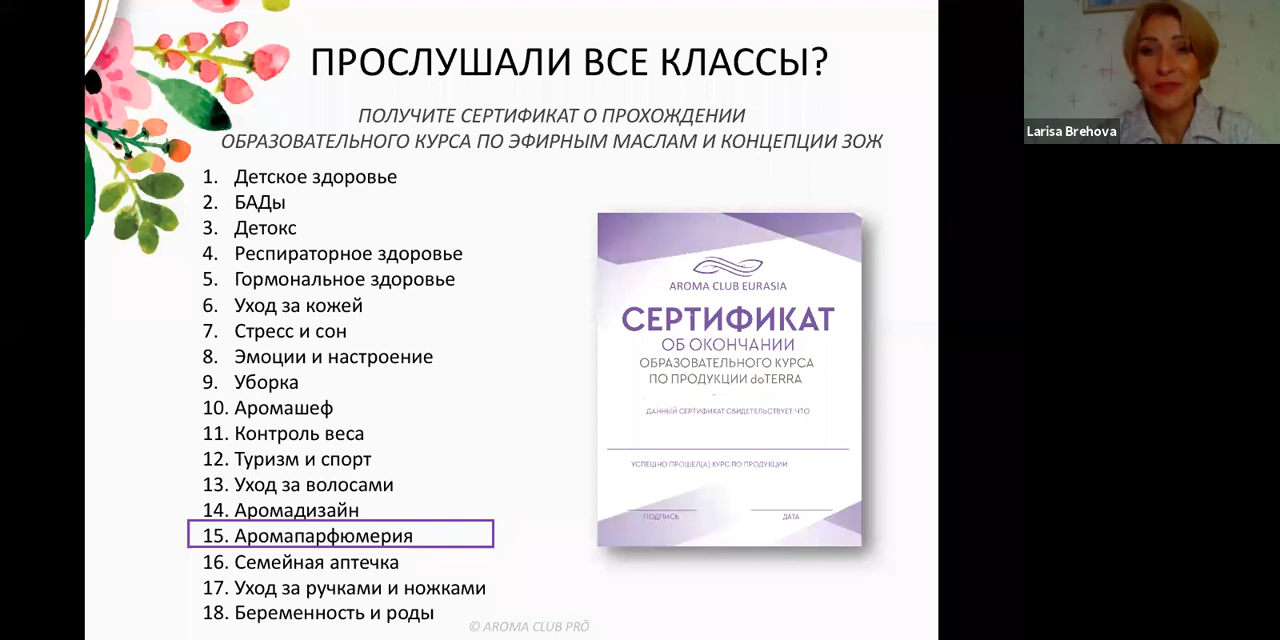 ПРОСЛУШАЛИ ВСЕ КЛАССЫ?
ПОЛУЧИТЕ СЕРТИФИКАТ О ПРОХОЖДЕНИИ
ОБРАЗОВАТЕЛЬНОГО КУРСА ПО ЭФИРНЫМ МАСЛАМ И КОНЦЕПЦИИ ЗОЖ
1. Детское здоровье
2. БАДы
3. Детокс
4. Респираторное здоровье
5. Гормональное здоровье
6. Уход за кожей
7. Стресс и сон
8. Эмоции и настроение
9. Уборка
10. Аромашеф
11. Контроль веса
12. Туризм и спорт
13. Уход за волосами
14. Аромадизайн
15. Аромапарфюмерия
16. Семейная аптечка
17. Уход за ручками и ножками
18. Беременность и роды
AROMA CLUB EURASIA
СЕРТИФИКАТ
ОБ ОКОНЧАНИИ
ОБРАЗОВАТЕЛЬНОГО КУРСА
ПО ПРОДУКЦИИ doTERRA
ДАННЫЙ СЕРТИФИКАТ СВИДЕТЕЛЬСТВУЕТ, ЧТО
УСПЕШНО ПРОШЕЛ(А) КУРС ПО ПРОДУКЦИИ
ПОДПИСЬ
ДАТА
© AROMA CLUB PRŌ
Larisa Brehova